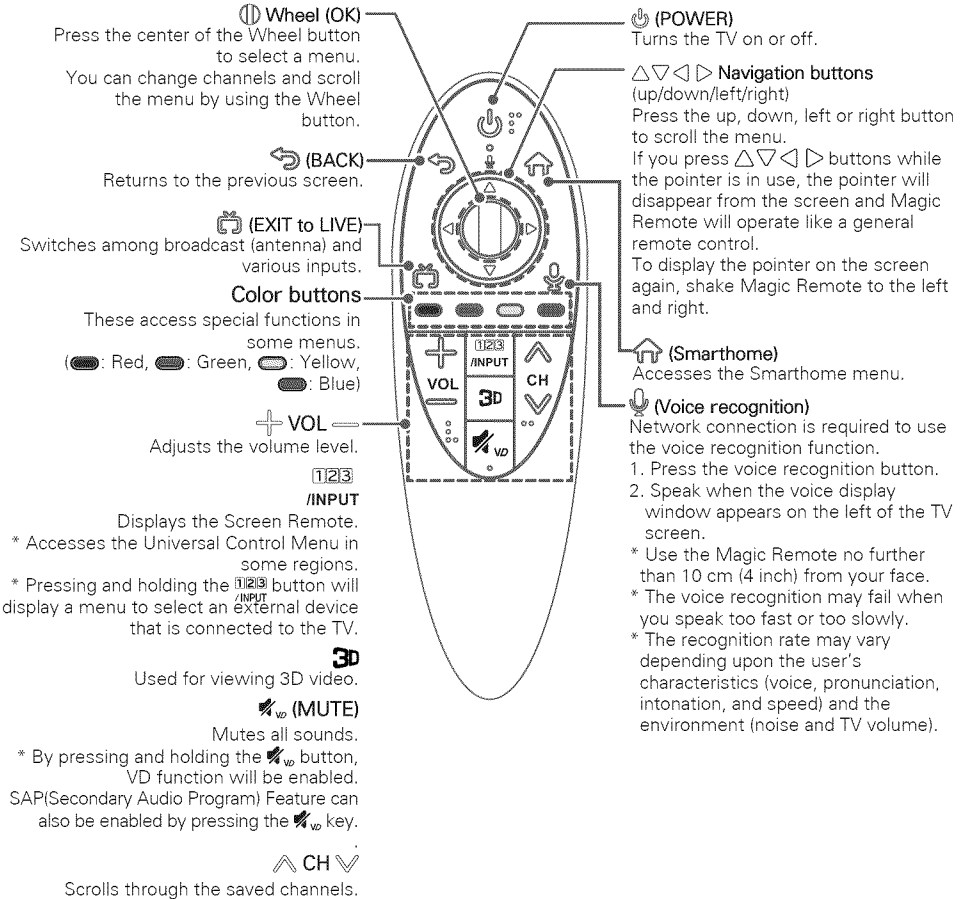 Wheel (OK)
Press the center of the Wheel button
to select a menu.
You can change channels and scroll
the menu by using the Wheel
button.
(BACK)
Returns to the previous screen.
(EXIT to LIVE)
Switches among broadcast (antenna) and
various inputs.
Color buttons
These access special functions in
some menus.
( : Red, : Green, : Yellow,
: Blue)
VOL
Adjusts the volume level.
123
/INPUT
Displays the Screen Remote.
* Accesses the Universal Control Menu in
some regions.
* Pressing and holding the 123/INPUT button will
display a menu to select an external device
that is connected to the TV.
3D
Used for viewing 3D video.
VD (MUTE)
Mutes all sounds.
* By pressing and holding the VD button,
VD function will be enabled.
SAP(Secondary Audio Program) Feature can
also be enabled by pressing the VD key.
.
CH
Scrolls through the saved channels.
123
/INPUT
VOL
3D
CH
VD
(POWER)
Turns the TV on or off.
△▽◁▷ Navigation buttons
(up/down/left/right)
Press the up, down, left or right button
to scroll the menu.
If you press △▽◁▷ buttons while
the pointer is in use, the pointer will
disappear from the screen and Magic
Remote will operate like a general
remote control.
To display the pointer on the screen
again, shake Magic Remote to the left
and right.
(Smarthome)
Accesses the Smarthome menu.
(Voice recognition)
Network connection is required to use
the voice recognition function.
1. Press the voice recognition button.
2. Speak when the voice display
window appears on the left of the TV
screen.
* Use the Magic Remote no further
than 10 cm (4 inch) from your face.
* The voice recognition may fail when
you speak too fast or too slowly.
* The recognition rate may vary
depending upon the user's
characteristics (voice, pronunciation,
intonation, and speed) and the
environment (noise and TV volume).